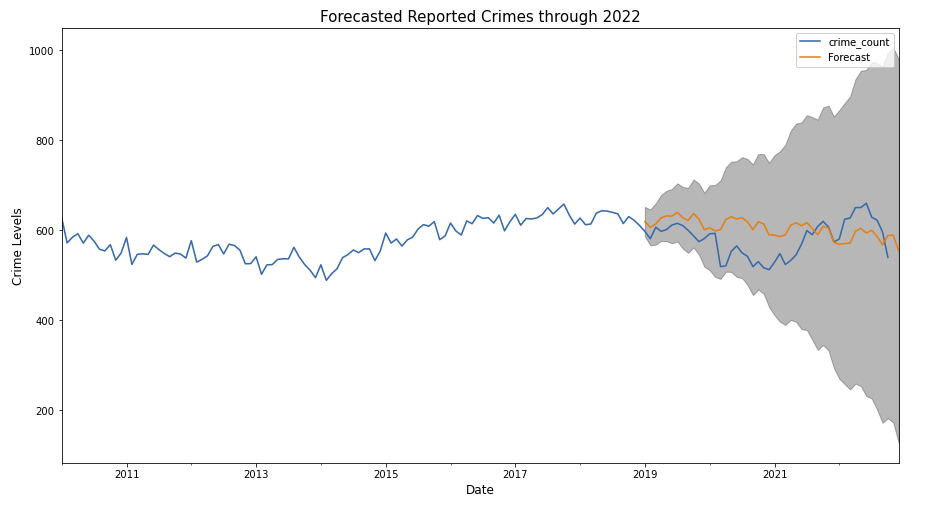 Forecasted Reported Crimes through 2022
crime_count
Forecast
1000
800
600
400
200
Crime Levels
2011
2013
2015
2017
2019
2021
Date